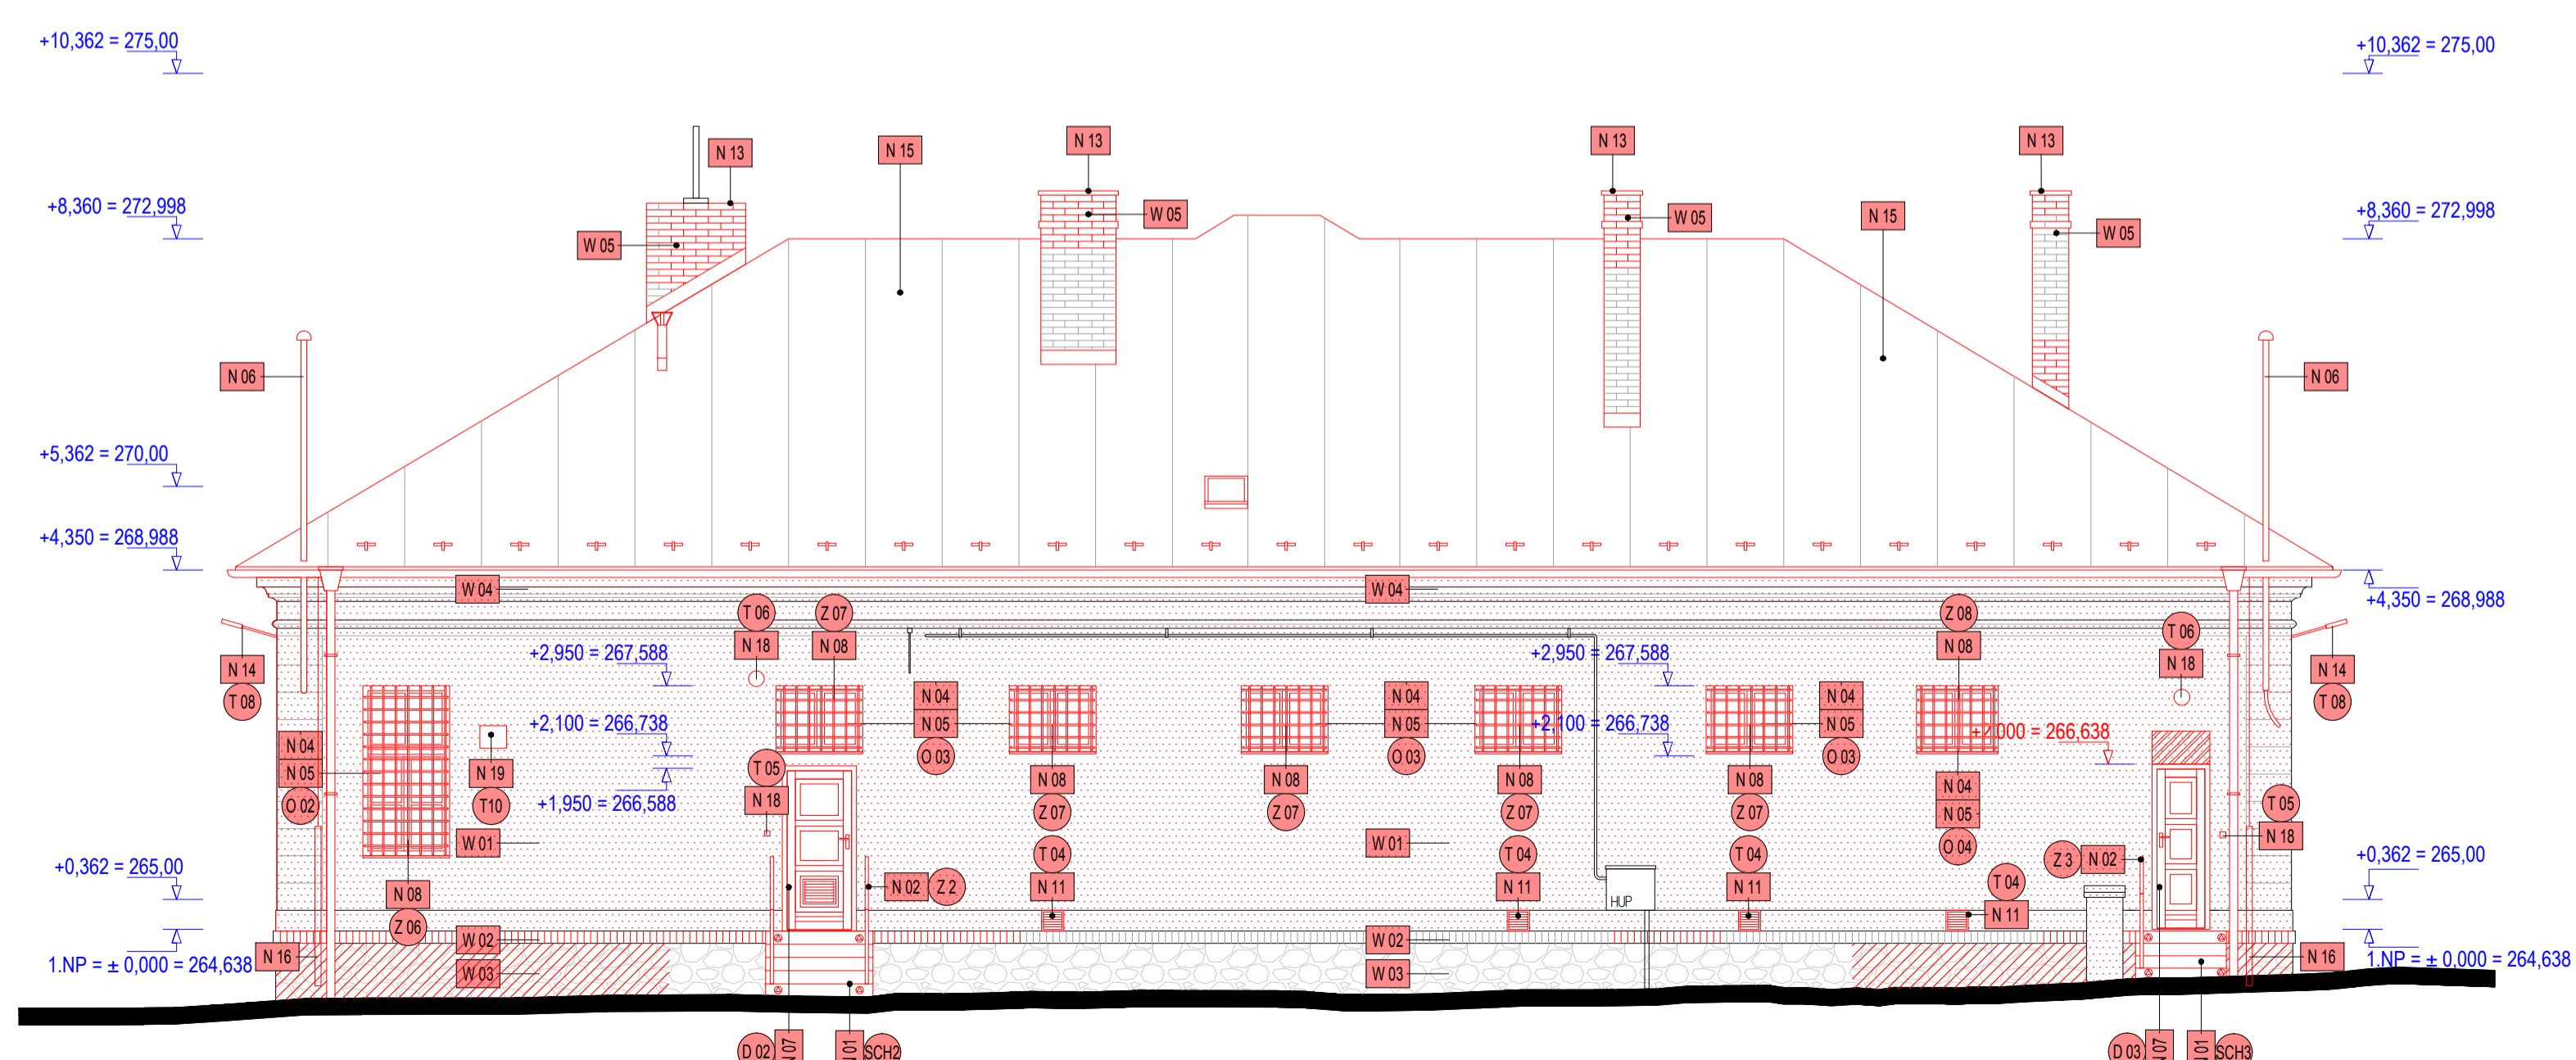 +10,362 = 275,00
+10,362 = 275,00
N 13
N 15
N 13
N 13
N 13
+8,360 = 272,998
W 05
W 05
W 05
N 15
W 05
+8,360 = 272,998
N 06
N 06
+5,362 = 270,00
+4,350 = 268,988
W 04
W 04
+4,350 = 268,988
T 06
Z 07
Z 08
N 18
N 08
N 08
T 06
N 18
+2,950 = 267,588
+2,950 = 267,588
N 14
T 08
N 14
T 08
N 04
N 05
O 03
N 04
N 05
O 03
N 04
N 05
O 03
+2,100 = 266,738
+2,100 = 266,738
= 266,638
N 04
N 05
O 02
N 19
T10
T 05
N 18
+1,950 = 266,588
N 08
Z 07
N 08
Z 07
N 08
Z 07
N 08
Z 07
N 04
N 05
O 04
T 05
N 18
W 01
W 01
T 04
N 11
T 04
N 11
T 04
N 11
T 04
N 11
Z 3
N 02
+0,362 = 265,00
+0,362 = 265,00
N 08
Z 06
N 02
Z 2
HUP
W 02
W 02
W 03
W 03
N 16
N 16
1.NP = ± 0,000 = 264,638
1.NP = ± 0,000 = 264,638
D 02
07
01
SCH2
D 03
07
01
SCH3